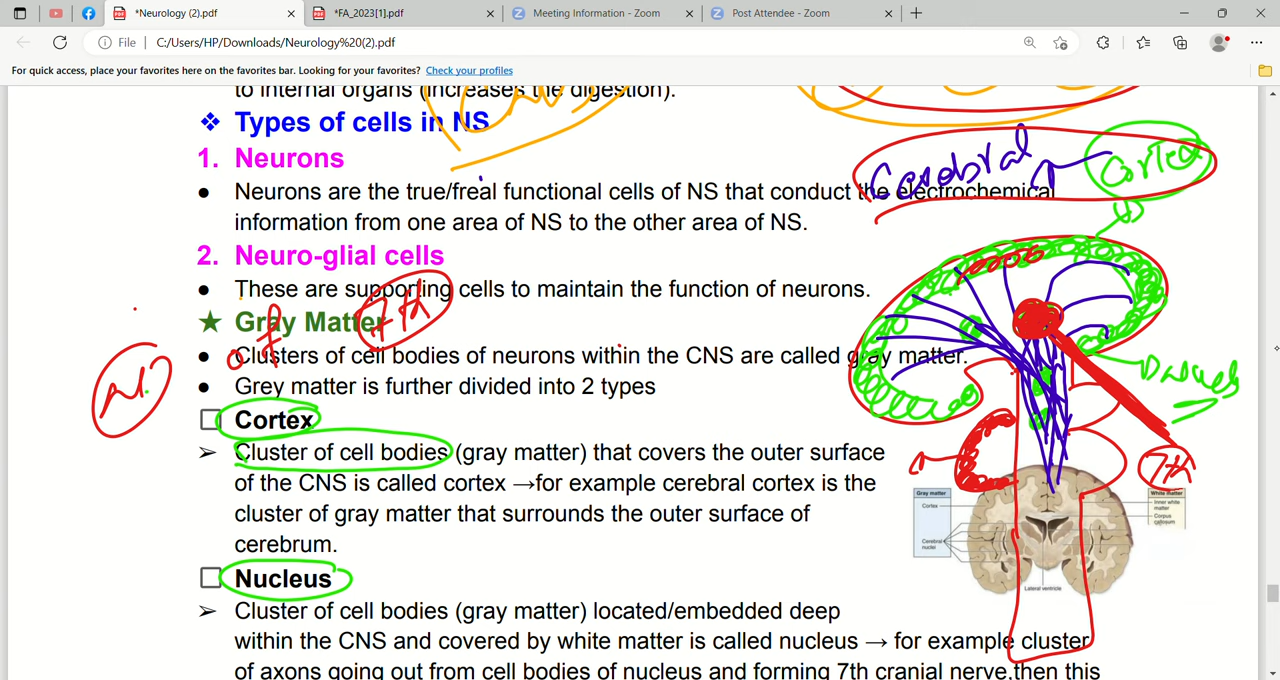 *Neurology (2).pdf
*FA_2023[1].pdf
Meeting Information - Zoom
Post Attendee - Zoom
File
C:/Users/HP/Downloads/Neurology%20(2).pdf
For quick access, place your favorites here on the favorites bar. Looking for your favorites? Check your profiles
to internal organs (increases the digestion).
❖ Types of cells in NS
1. Neurons
● Neurons are the true/real functional cells of NS that conduct the electrochemical
information from one area of NS to the other area of NS.
2. Neuro-glial cells
● These are supporting cells to maintain the function of neurons.
★ Gray Matter
● Clusters of cell bodies of neurons within the CNS are called gray matter.
● Grey matter is further divided into 2 types
☐ Cortex
➢ Cluster of cell bodies (gray matter) that covers the outer surface
of the CNS is called cortex →for example cerebral cortex is the
cluster of gray matter that surrounds the outer surface of
cerebrum.
☐ Nucleus
➢ Cluster of cell bodies (gray matter) located/embedded deep
within the CNS and covered by white matter is called nucleus → for example cluster
of axons going out from cell bodies of nucleus and forming 7th cranial nerve,then this
Cerebral
Cortex
7th
of
7th
Gray matter
Cortex
Cerebral
nuclei
White matter
Inner white
matter
Corpus
callosum
Lateral ventricle